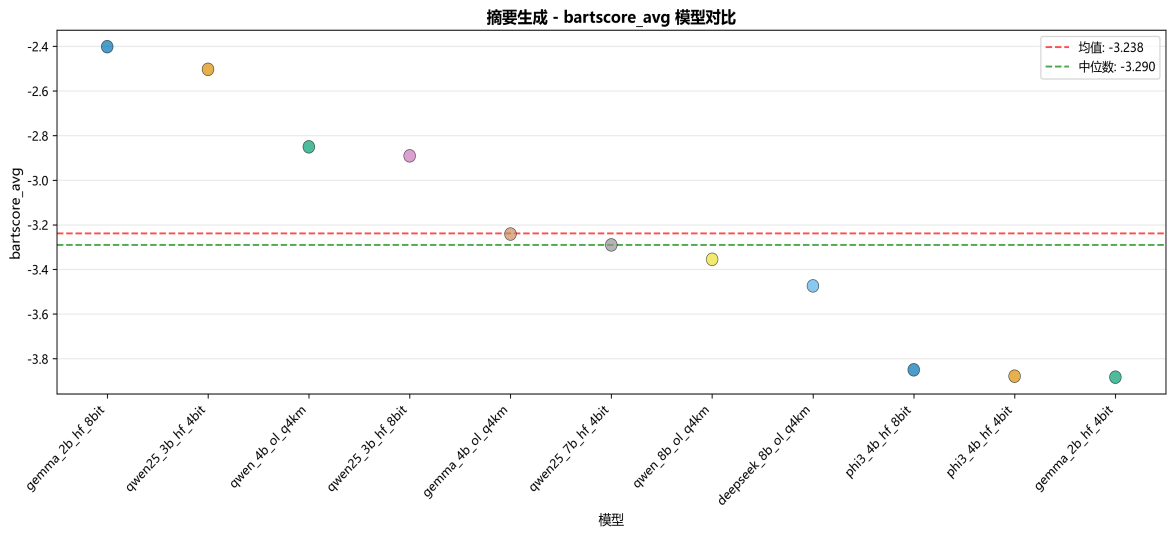 摘要生成 - bartscore_avg 模型对比
均值: -3.238
中位数: -3.290
bartscore_avg
-2.4
-2.6
-2.8
-3.0
-3.2
-3.4
-3.6
-3.8
gemma_2b_hf_8bit
qwen25_3b_hf_4bit
qwen_4b_ol_q4km
qwen25_3b_hf_8bit
gemma_4b_ol_q4km
qwen25_7b_hf_4bit
qwen_8b_ol_q4km
deepseek_8b_ol_q4km
phi3_4b_hf_8bit
phi3_4b_hf_4bit
gemma_2b_hf_4bit
模型